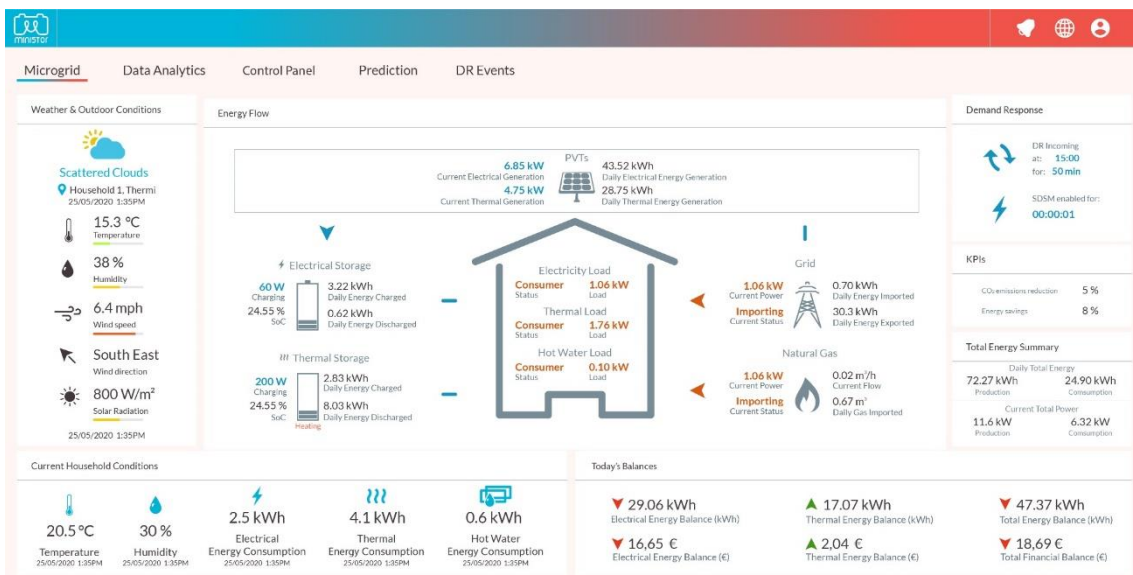 MINISTOR
Microgrid Data Analytics Control Panel Prediction DR Events
Weather & Outdoor Conditions
Scattered Clouds
Household 1, Thermi
25/05/2020 1:35PM
15.3 °C
Temperature
38 %
Humidity
6.4 mph
Wind speed
South East
Wind direction
800 W/m²
Solar Radiation
25/05/2020 1:35PM
Energy Flow
PVTs
6.85 kW
Current Electrical Generation
4.75 kW
Current Thermal Generation
43.52 kWh
Daily Electrical Energy Generation
28.75 kWh
Daily Thermal Energy Generation
Electrical Storage
60 W
Charging
24.55 %
SoC
3.22 kWh
Daily Energy Charged
0.62 kWh
Daily Energy Discharged
Thermal Storage
200 W
Charging
24.55 %
SoC
Heating
2.83 kWh
Daily Energy Charged
8.03 kWh
Daily Energy Discharged
Electricity Load
Consumer 1.06 kW
Status Load
Thermal Load
Consumer 1.76 kW
Status Load
Hot Water Load
Consumer 0.10 kW
Status Load
Grid
1.06 kW
Current Power
Importing
Current Status
0.70 kWh
Daily Energy Imported
30.3 kWh
Daily Energy Exported
Natural Gas
1.06 kW
Current Power
Importing
Current Status
0.02 m³/h
Current Flow
0.67 m³
Daily Gas Imported
Demand Response
DR Incoming
at: 15:00
for: 50 min
SDSM enabled for:
00:00:01
KPIs
CO₂ emissions reduction 5 %
Energy savings 8 %
Total Energy Summary
Daily Total Energy
72.27 kWh 24.90 kWh
Production Comsumption
Current Total Power
11.6 kW 6.32 kW
Production Comsumption
Current Household Conditions
20.5 °C
Temperature
25/05/2020 1:35PM
30 %
Humidity
25/05/2020 1:35PM
2.5 kWh
Electrical
Energy Consumption
25/05/2020 1:35PM
4.1 kWh
Thermal
Energy Consumption
25/05/2020 1:35PM
0.6 kWh
Hot Water
Energy Consumption
25/05/2020 1:35PM
Today's Balances
29.06 kWh
Electrical Energy Balance (kWh)
16,65 €
Electrical Energy Balance (€)
17.07 kWh
Thermal Energy Balance (kWh)
2,04 €
Thermal Energy Balance (€)
47.37 kWh
Total Energy Balance (kWh)
18,69 €
Total Financial Balance (€)